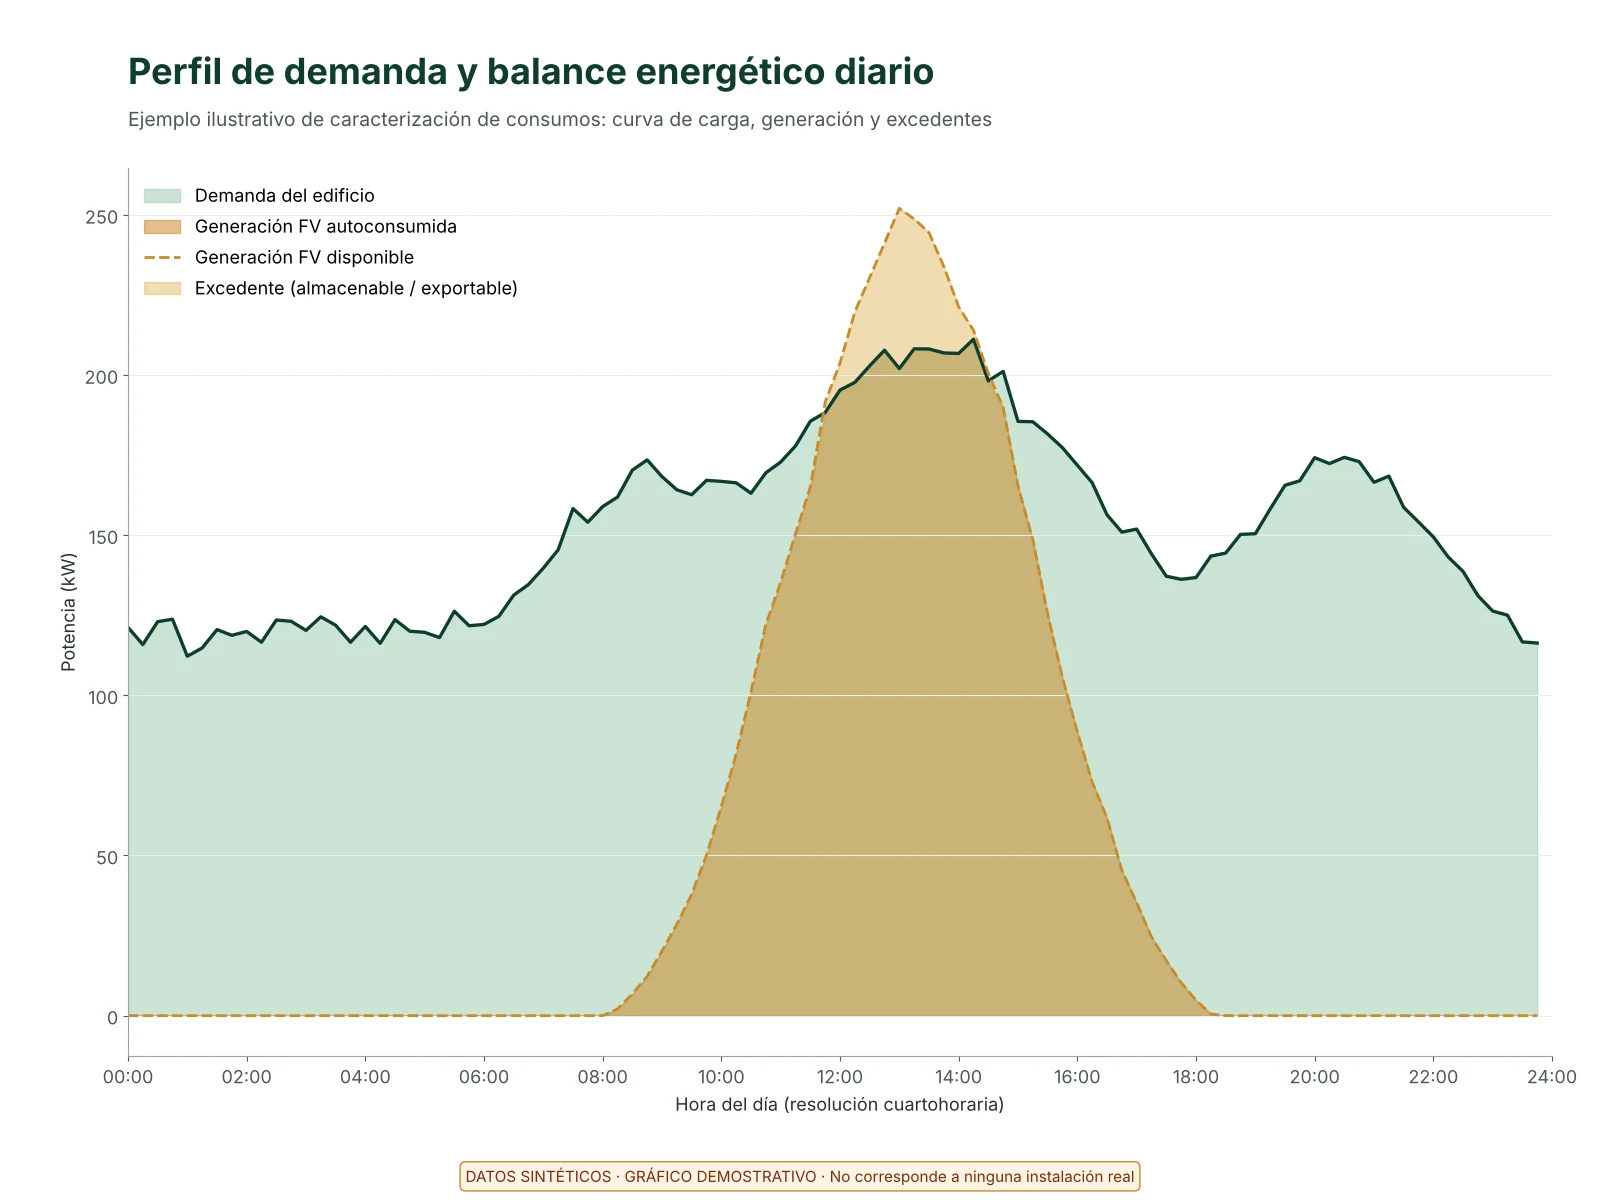 Perfil de demanda y balance energético diario
Ejemplo ilustrativo de caracterización de consumos: curva de carga, generación y excedentes
Demanda del edificio
Generación FV autoconsumida
Generación FV disponible
Excedente (almacenable / exportable)
250
200
150
100
50
0
Potencia (kW)
00:00 02:00 04:00 06:00 08:00 10:00 12:00 14:00 16:00 18:00 20:00 22:00 24:00
Hora del día (resolución cuartohoraria)
DATOS SINTÉTICOS · GRÁFICO DEMOSTRATIVO · No corresponde a ninguna instalación real